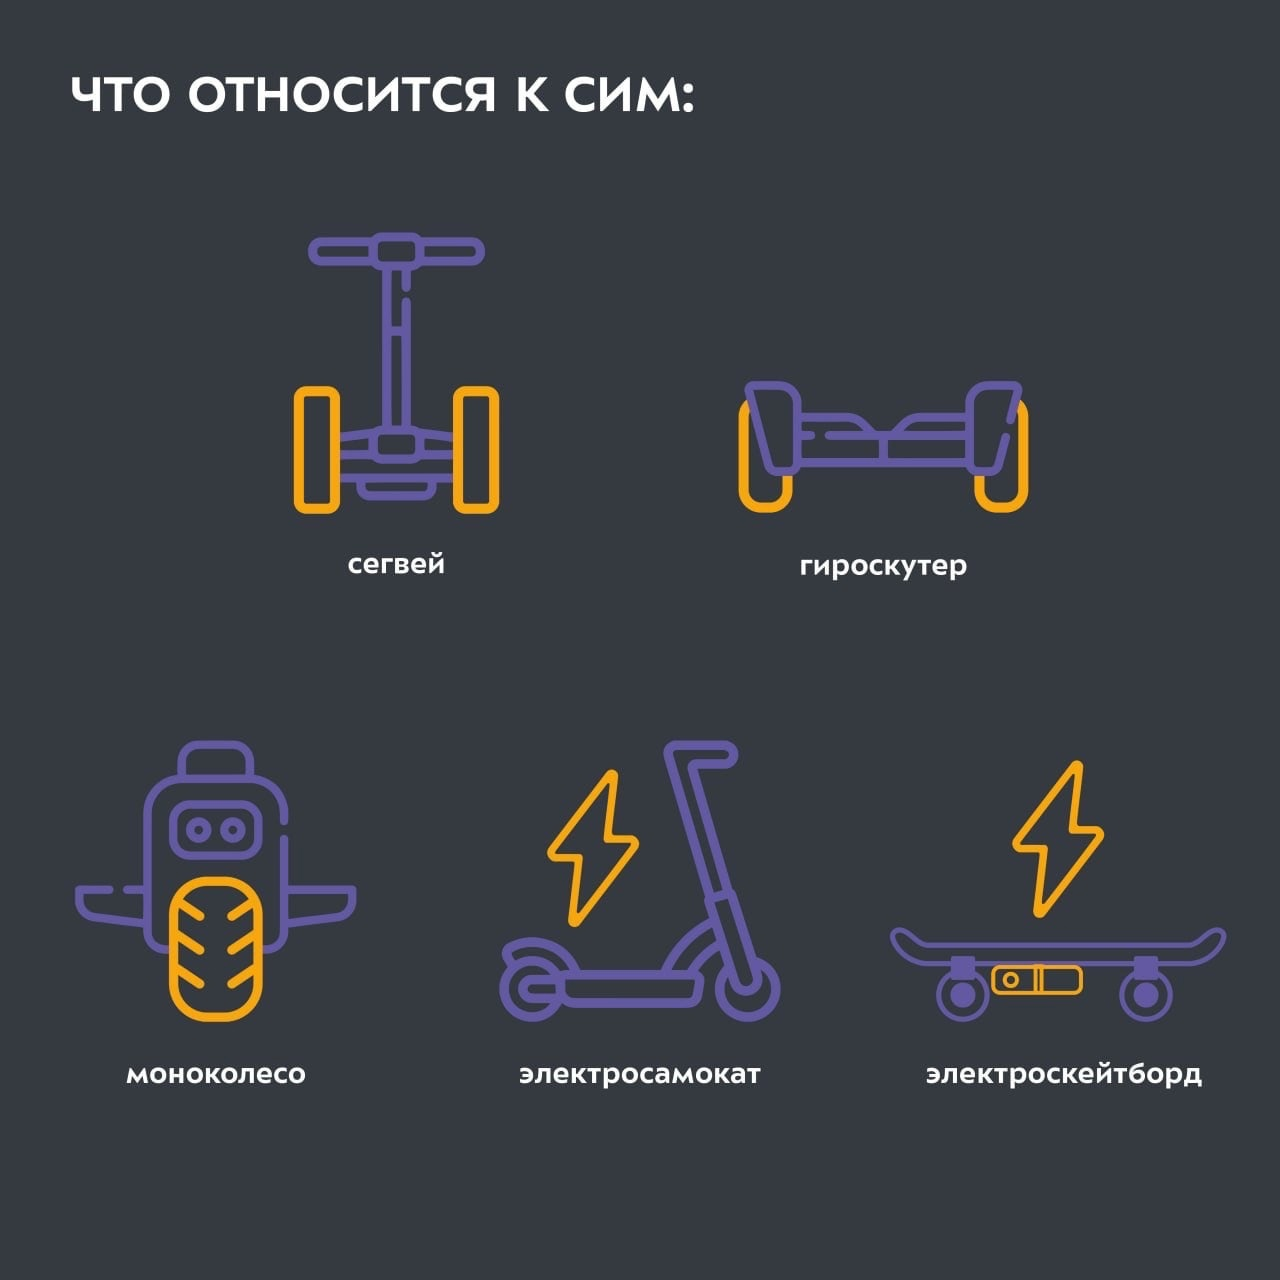 ЧТО ОТНОСИТСЯ К СИМ:
сегвей
гироскутер
моноколесо
электросамокат
электроскейтборд